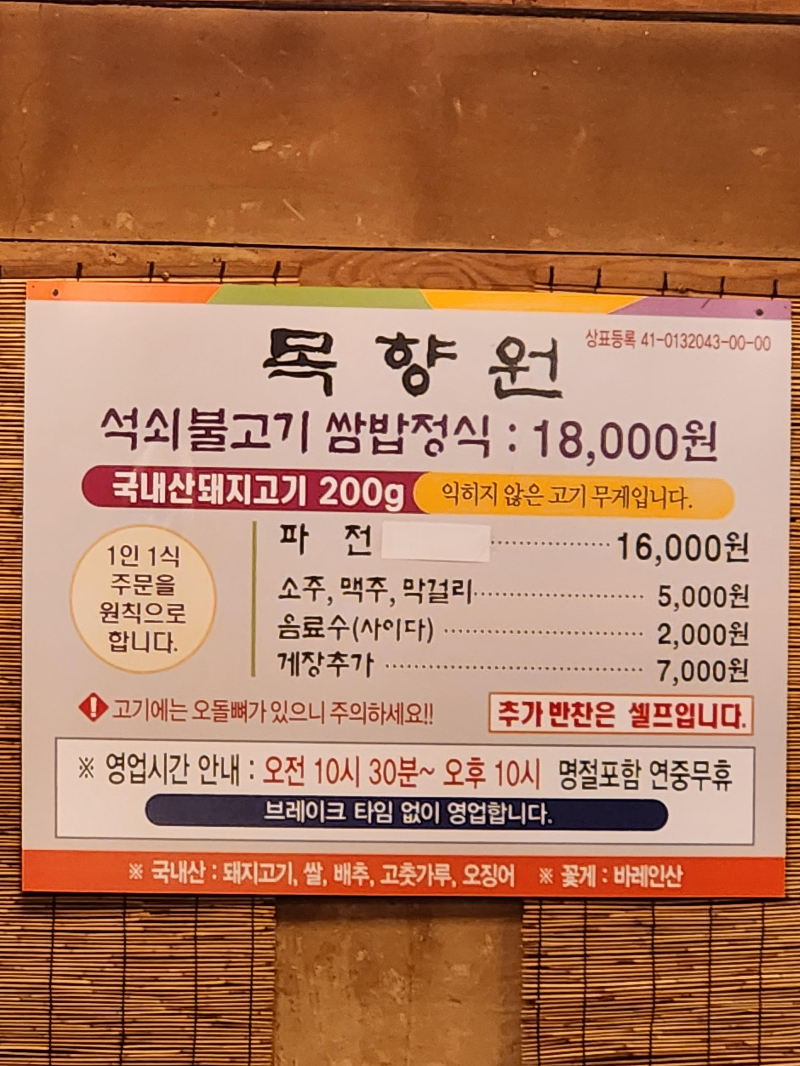 목향원
상표등록 41-0132043-00-00
석쇠불고기 쌈밥정식 : 18,000원
국내산돼지고기 200g 익히지 않은 고기 무게입니다.
1인 1식
주문을
원칙으로
합니다.
파 전 ················ 16,000원
소주, 맥주, 막걸리 ················ 5,000원
음료수(사이다) ················ 2,000원
게장추가 ················ 7,000원
! 고기에는 오돌뼈가 있으니 주의하세요!!
추가 반찬은 셀프입니다.
※ 영업시간 안내 : 오전 10시 30분~ 오후 10시 명절포함 연중무휴
브레이크 타임 없이 영업합니다.
※ 국내산 : 돼지고기, 쌀, 배추, 고춧가루, 오징어 ※ 꽃게 : 바레인산